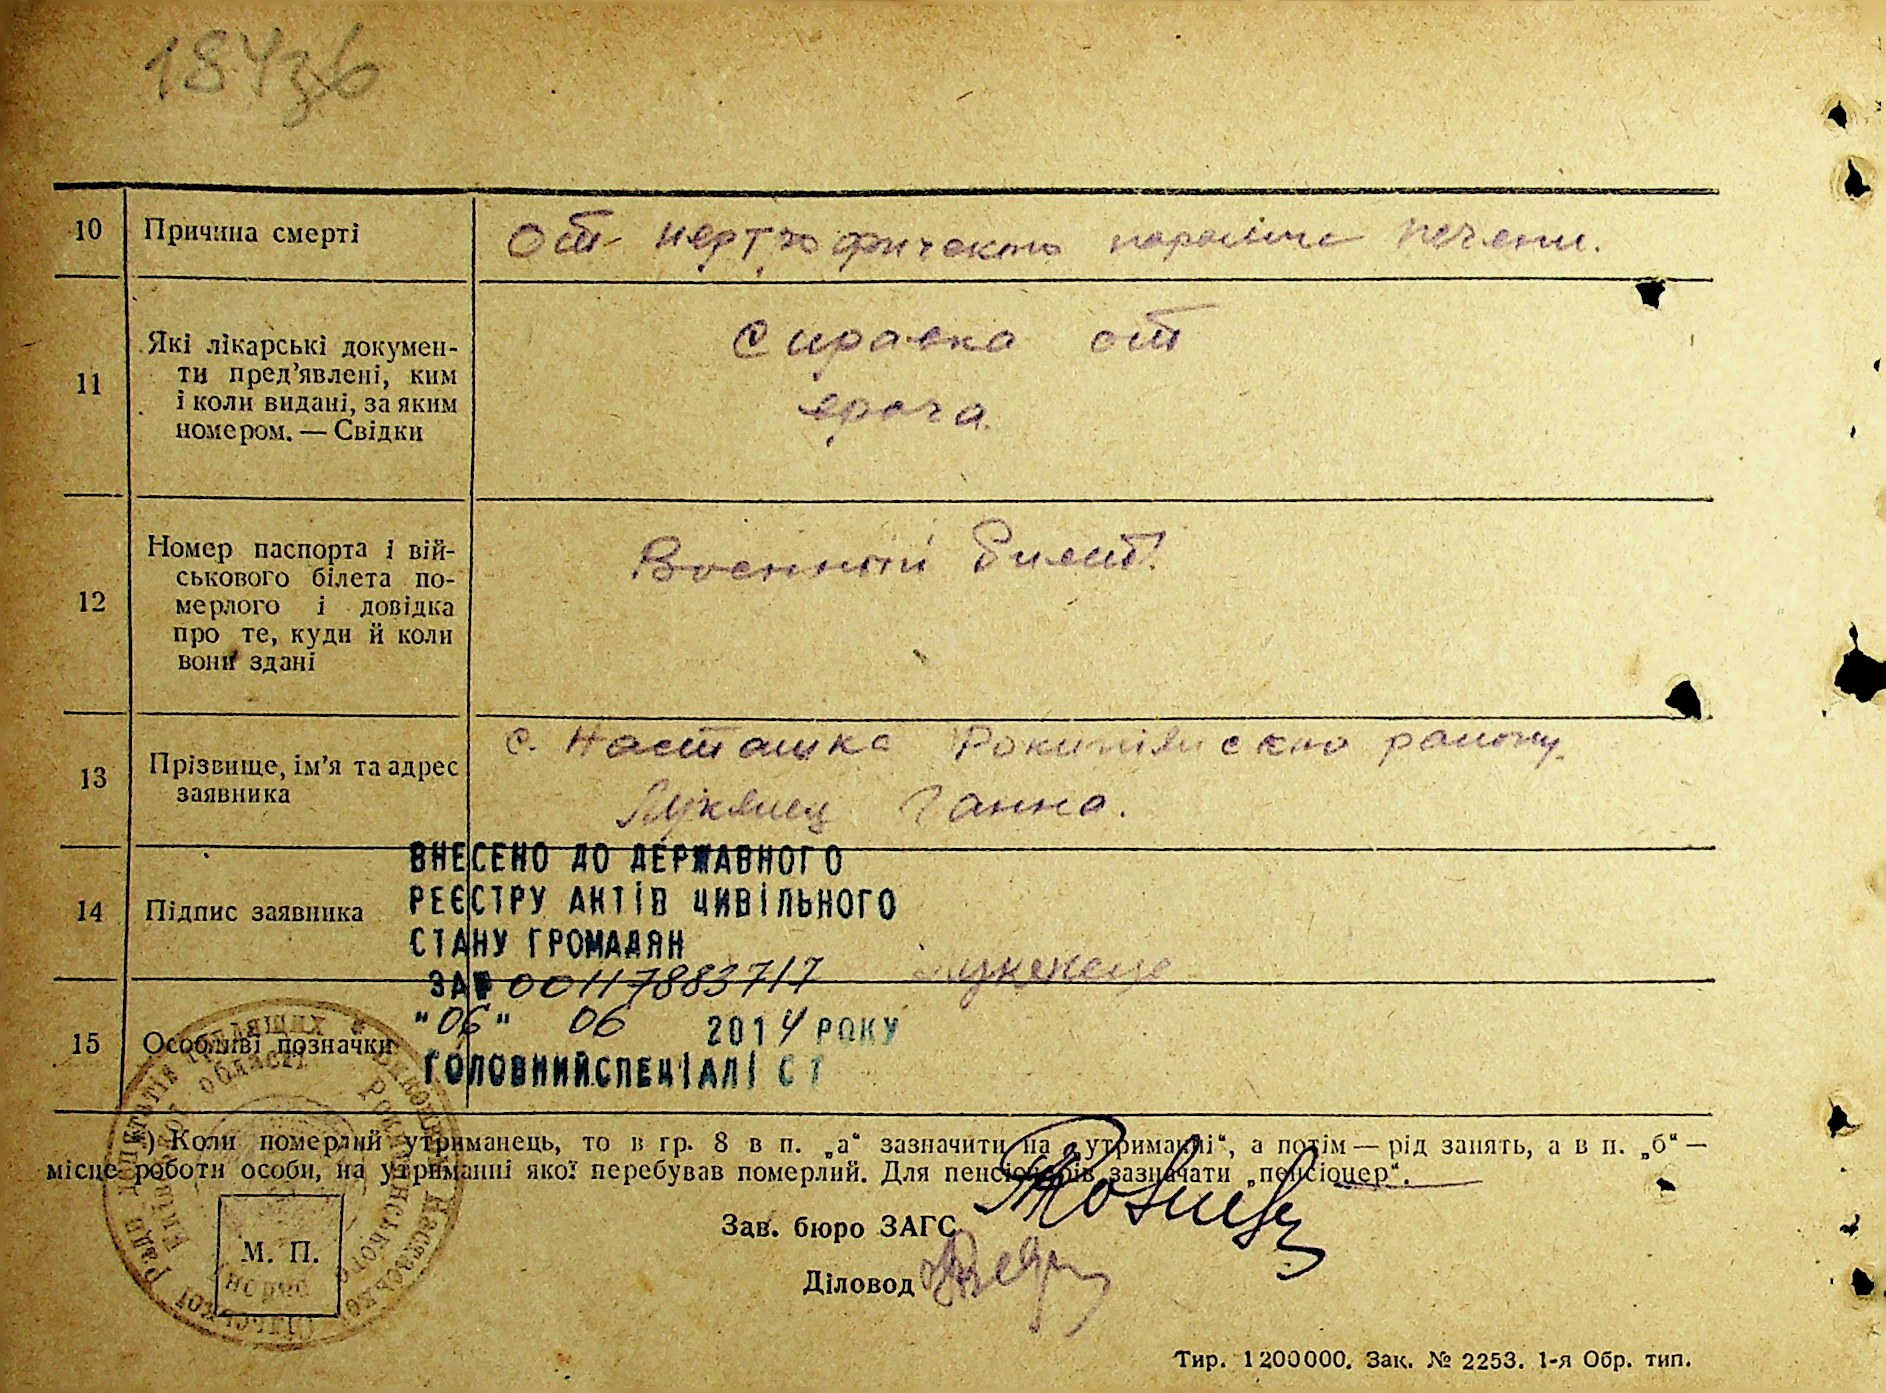 184зв
10 Причина смерті От паралича печени.
11 Які лікарські докумен-
ти пред’явлені, ким
і коли видані, за яким
номером. — Свідки
Справка от
врача.
12 Номер паспорта і вій-
ськового білета по-
мерлого і довідка
про те, куди й коли
вони здані
Военний билет.
13 Прізвище, ім’я та адрес
заявника
с. Насташка району.
Лукянец Ганна.
14 Підпис заявника
ВНЕСЕНО ДО ДЕРЖАВНОГО
РЕЄСТРУ АКТІВ ЦИВІЛЬНОГО
СТАНУ ГРОМАДЯН
ЗА № 00117883717
"06" 06 2014 РОКУ
ГОЛОВНИЙ СПЕЦІАЛІСТ
15 Особливі позначки
) Коли померлий утриманець, то в гр. 8 в п. „а“ зазначити на „утриманні“, а потім — рід занять, а в п. „б“ —
місце роботи особи, на утриманні якої перебував померлий. Для пенсіонерів зазначати „пенсіонер“.
Зав. бюро ЗАГС
М. П.
Діловод
Тир. 1200000. Зак. № 2253. 1-я Обр. тип.